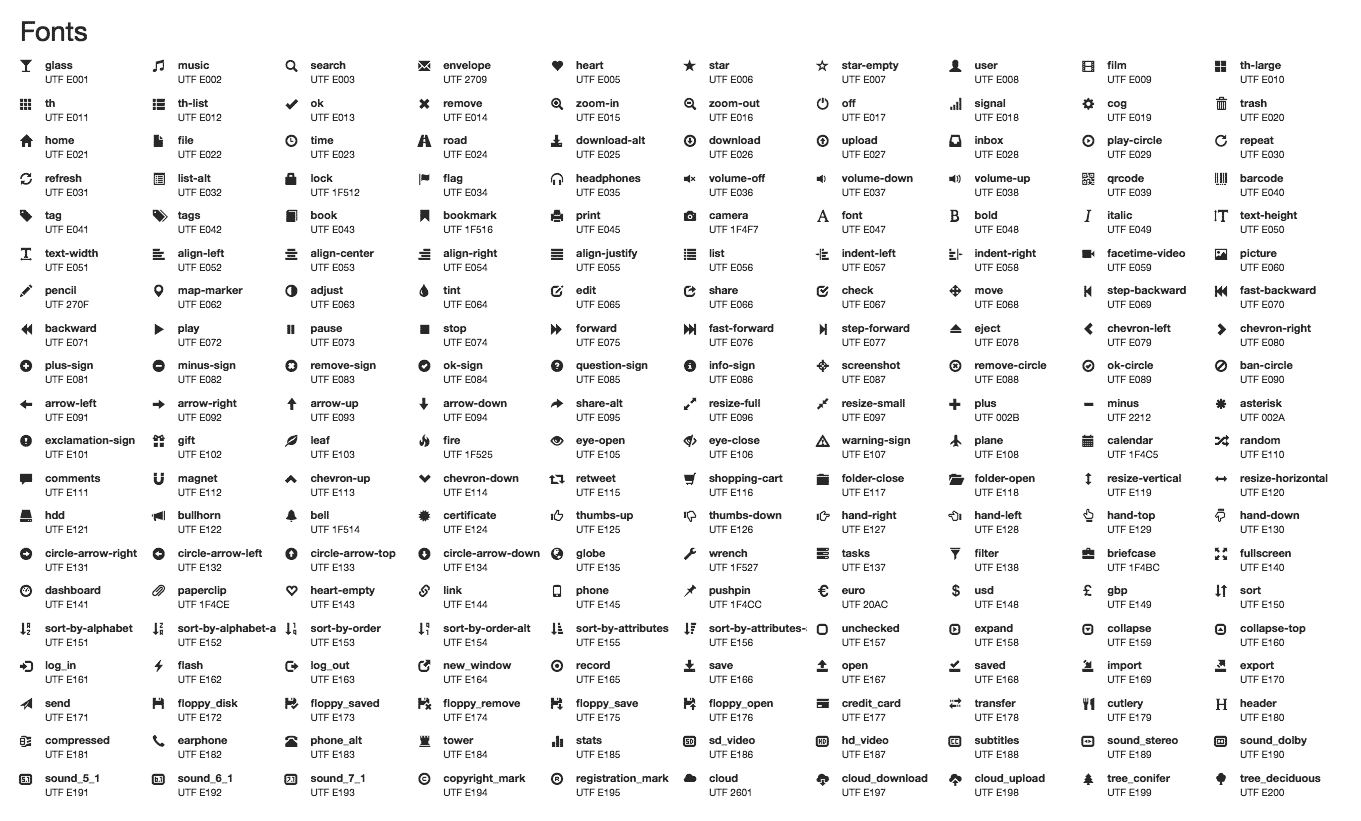 Fonts
glass music search envelope heart star star-empty user film th-large
UTF E001 UTF E002 UTF E003 UTF 2709 UTF E005 UTF E006 UTF E007 UTF E008 UTF E009 UTF E010
th th-list ok remove zoom-in zoom-out off signal cog trash
UTF E011 UTF E012 UTF E013 UTF E014 UTF E015 UTF E016 UTF E017 UTF E018 UTF E019 UTF E020
home file time road download-alt download upload inbox play-circle repeat
UTF E021 UTF E022 UTF E023 UTF E024 UTF E025 UTF E026 UTF E027 UTF E028 UTF E029 UTF E030
refresh list-alt lock flag headphones volume-off volume-down volume-up qrcode barcode
UTF E031 UTF E032 UTF 1F512 UTF E034 UTF E035 UTF E036 UTF E037 UTF E038 UTF E039 UTF E040
tag tags book bookmark print camera font bold italic text-height
UTF E041 UTF E042 UTF E043 UTF 1F516 UTF E045 UTF 1F4F7 UTF E047 UTF E048 UTF E049 UTF E050
text-width align-left align-center align-right align-justify list indent-left indent-right facetime-video picture
UTF E051 UTF E052 UTF E053 UTF E054 UTF E055 UTF E056 UTF E057 UTF E058 UTF E059 UTF E060
pencil map-marker adjust tint edit share check move step-backward fast-backward
UTF 270F UTF E062 UTF E063 UTF E064 UTF E065 UTF E066 UTF E067 UTF E068 UTF E069 UTF E070
backward play pause stop forward fast-forward step-forward eject chevron-left chevron-right
UTF E071 UTF E072 UTF E073 UTF E074 UTF E075 UTF E076 UTF E077 UTF E078 UTF E079 UTF E080
plus-sign minus-sign remove-sign ok-sign question-sign info-sign screenshot remove-circle ok-circle ban-circle
UTF E081 UTF E082 UTF E083 UTF E084 UTF E085 UTF E086 UTF E087 UTF E088 UTF E089 UTF E090
arrow-left arrow-right arrow-up arrow-down share-alt resize-full resize-small plus minus asterisk
UTF E091 UTF E092 UTF E093 UTF E094 UTF E095 UTF E096 UTF E097 UTF 002B UTF 2212 UTF 002A
exclamation-sign gift leaf fire eye-open eye-close warning-sign plane calendar random
UTF E101 UTF E102 UTF E103 UTF 1F525 UTF E105 UTF E106 UTF E107 UTF E108 UTF 1F4C5 UTF E110
comments magnet chevron-up chevron-down retweet shopping-cart folder-close folder-open resize-vertical resize-horizontal
UTF E111 UTF E112 UTF E113 UTF E114 UTF E115 UTF E116 UTF E117 UTF E118 UTF E119 UTF E120
hdd bullhorn bell certificate thumbs-up thumbs-down hand-right hand-left hand-top hand-down
UTF E121 UTF E122 UTF 1F514 UTF E124 UTF E125 UTF E126 UTF E127 UTF E128 UTF E129 UTF E130
circle-arrow-right circle-arrow-left circle-arrow-top circle-arrow-down globe wrench tasks filter briefcase fullscreen
UTF E131 UTF E132 UTF E133 UTF E134 UTF E135 UTF 1F527 UTF E137 UTF E138 UTF 1F4BC UTF E140
dashboard paperclip heart-empty link phone pushpin euro usd gbp sort
UTF E141 UTF 1F4CE UTF E143 UTF E144 UTF E145 UTF 1F4CC UTF 20AC UTF E148 UTF E149 UTF E150
sort-by-alphabet sort-by-alphabet-a sort-by-order sort-by-order-alt sort-by-attributes sort-by-attributes- unchecked expand collapse collapse-top
UTF E151 UTF E152 UTF E153 UTF E154 UTF E155 UTF E156 UTF E157 UTF E158 UTF E159 UTF E160
log_in flash log_out new_window record save open saved import export
UTF E161 UTF E162 UTF E163 UTF E164 UTF E165 UTF E166 UTF E167 UTF E168 UTF E169 UTF E170
send floppy_disk floppy_saved floppy_remove floppy_save floppy_open credit_card transfer cutlery header
UTF E171 UTF E172 UTF E173 UTF E174 UTF E175 UTF E176 UTF E177 UTF E178 UTF E179 UTF E180
compressed earphone phone_alt tower stats sd_video hd_video subtitles sound_stereo sound_dolby
UTF E181 UTF E182 UTF E183 UTF E184 UTF E185 UTF E186 UTF E187 UTF E188 UTF E189 UTF E190
sound_5_1 sound_6_1 sound_7_1 copyright_mark registration_mark cloud cloud_download cloud_upload tree_conifer tree_deciduous
UTF E191 UTF E192 UTF E193 UTF E194 UTF E195 UTF 2601 UTF E197 UTF E198 UTF E199 UTF E200